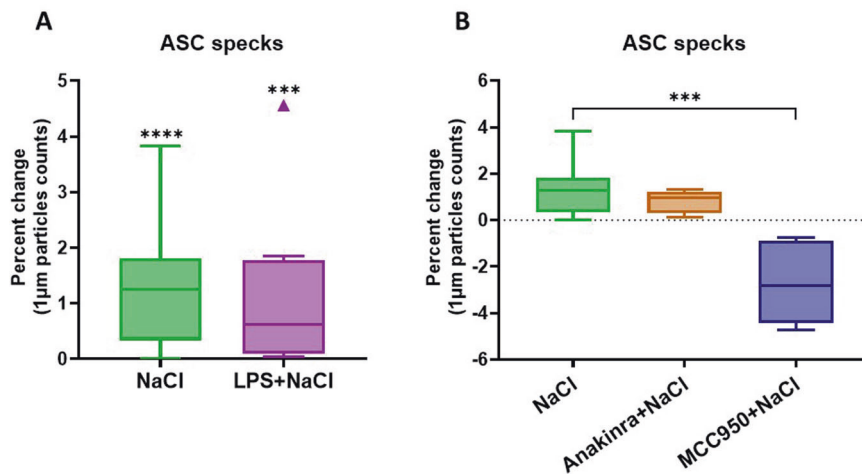 A
ASC specks
Percent change
(1µm particles counts)
5
4
3
2
1
0
****
***
NaCl
LPS+NaCl
B
ASC specks
Percent change
(1µm particles counts)
6
4
2
0
-2
-4
-6
***
NaCl
Anakinra+NaCl
MCC950+NaCl